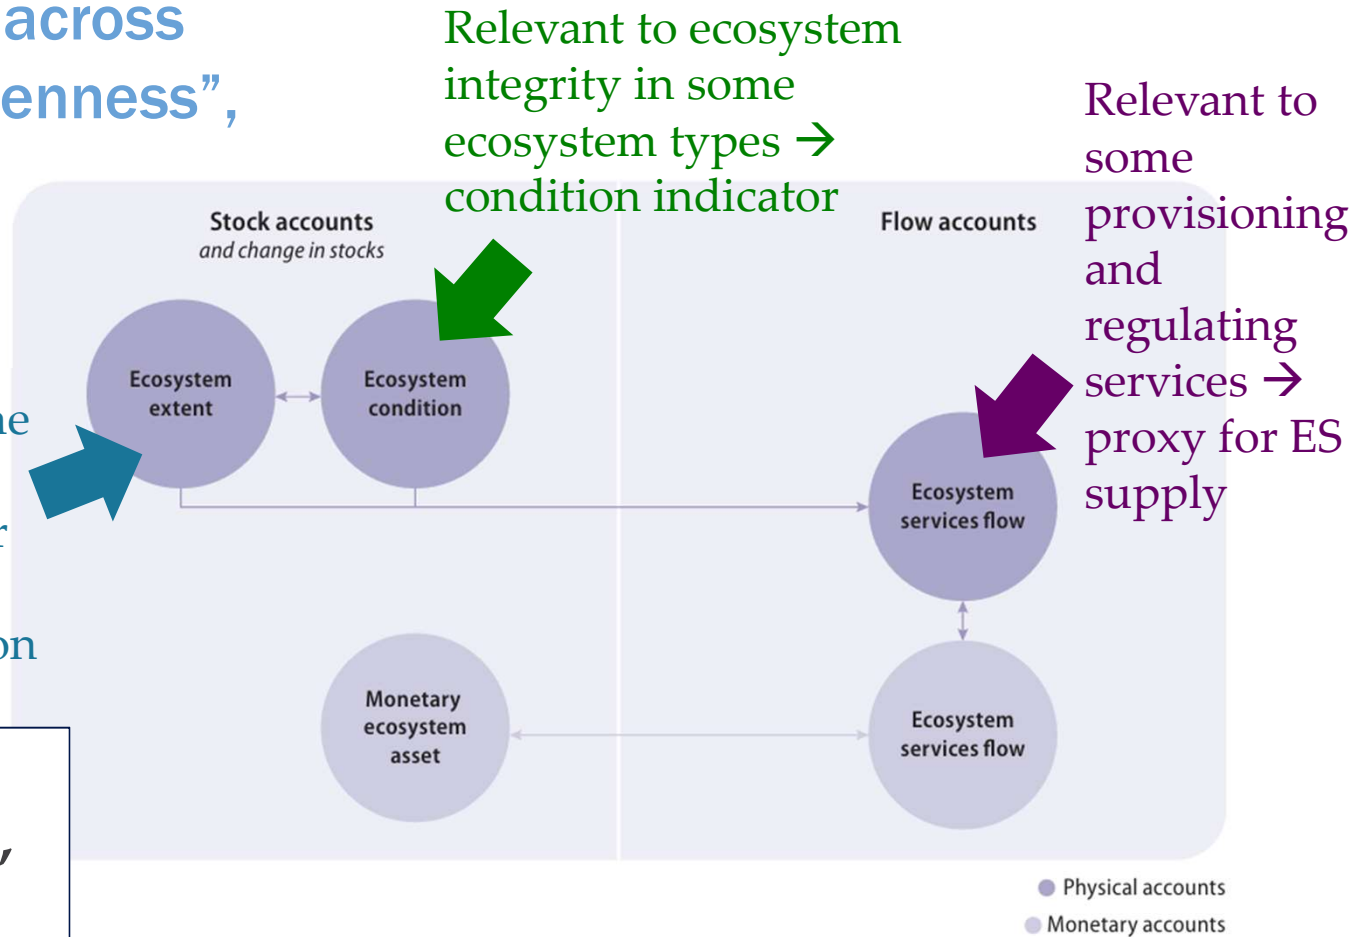 across
enness”,
Relevant to ecosystem
integrity in some
ecosystem types →
condition indicator
Relevant to
some
provisioning
and
regulating
services →
proxy for ES
supply
Stock accounts
and change in stocks
Flow accounts
Ecosystem
extent
Ecosystem
condition
Ecosystem
services flow
Monetary
ecosystem
asset
Ecosystem
services flow
on
,
Physical accounts
Monetary accounts